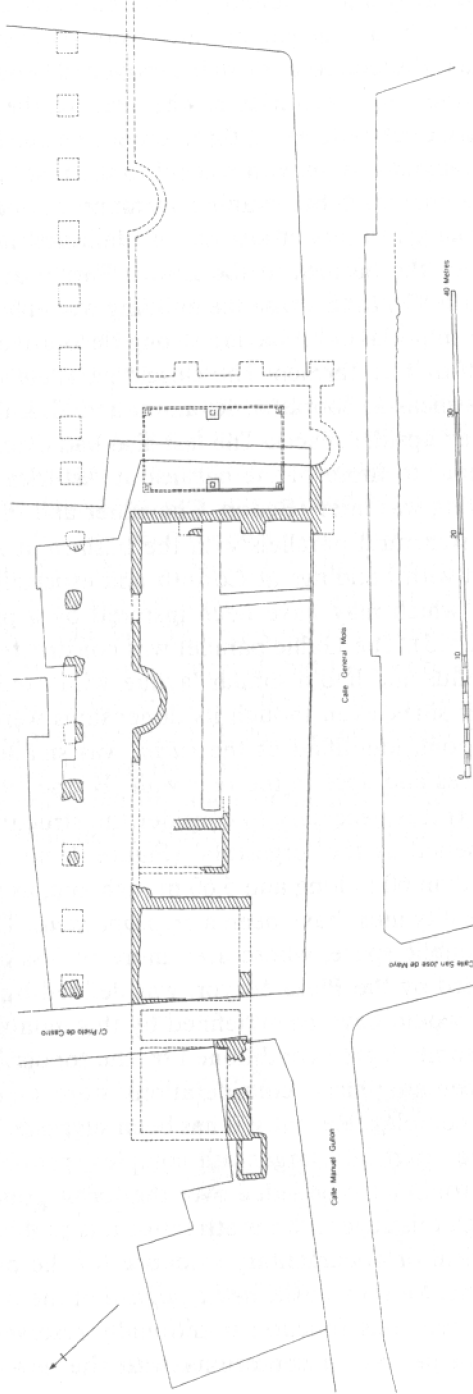 40 Metres
30
20
10
0
Calle General Mola
Calle San Jose de Mayo
C/ Prieto de Castro
Calle Manuel Gullon